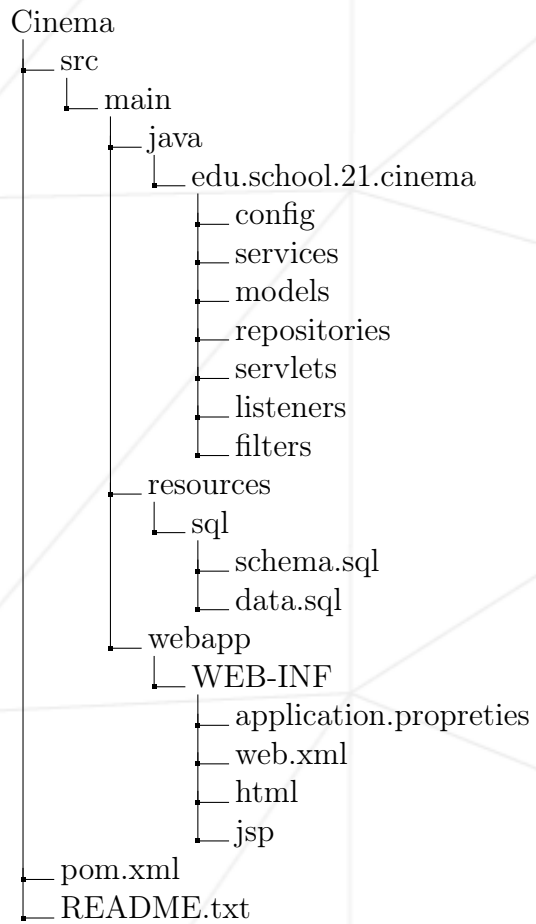 Cinema
src
main
java
edu.school.21.cinema
config
services
models
repositories
servlets
listeners
filters
resources
sql
schema.sql
data.sql
webapp
WEB-INF
application.propreties
web.xml
html
jsp
pom.xml
README.txt